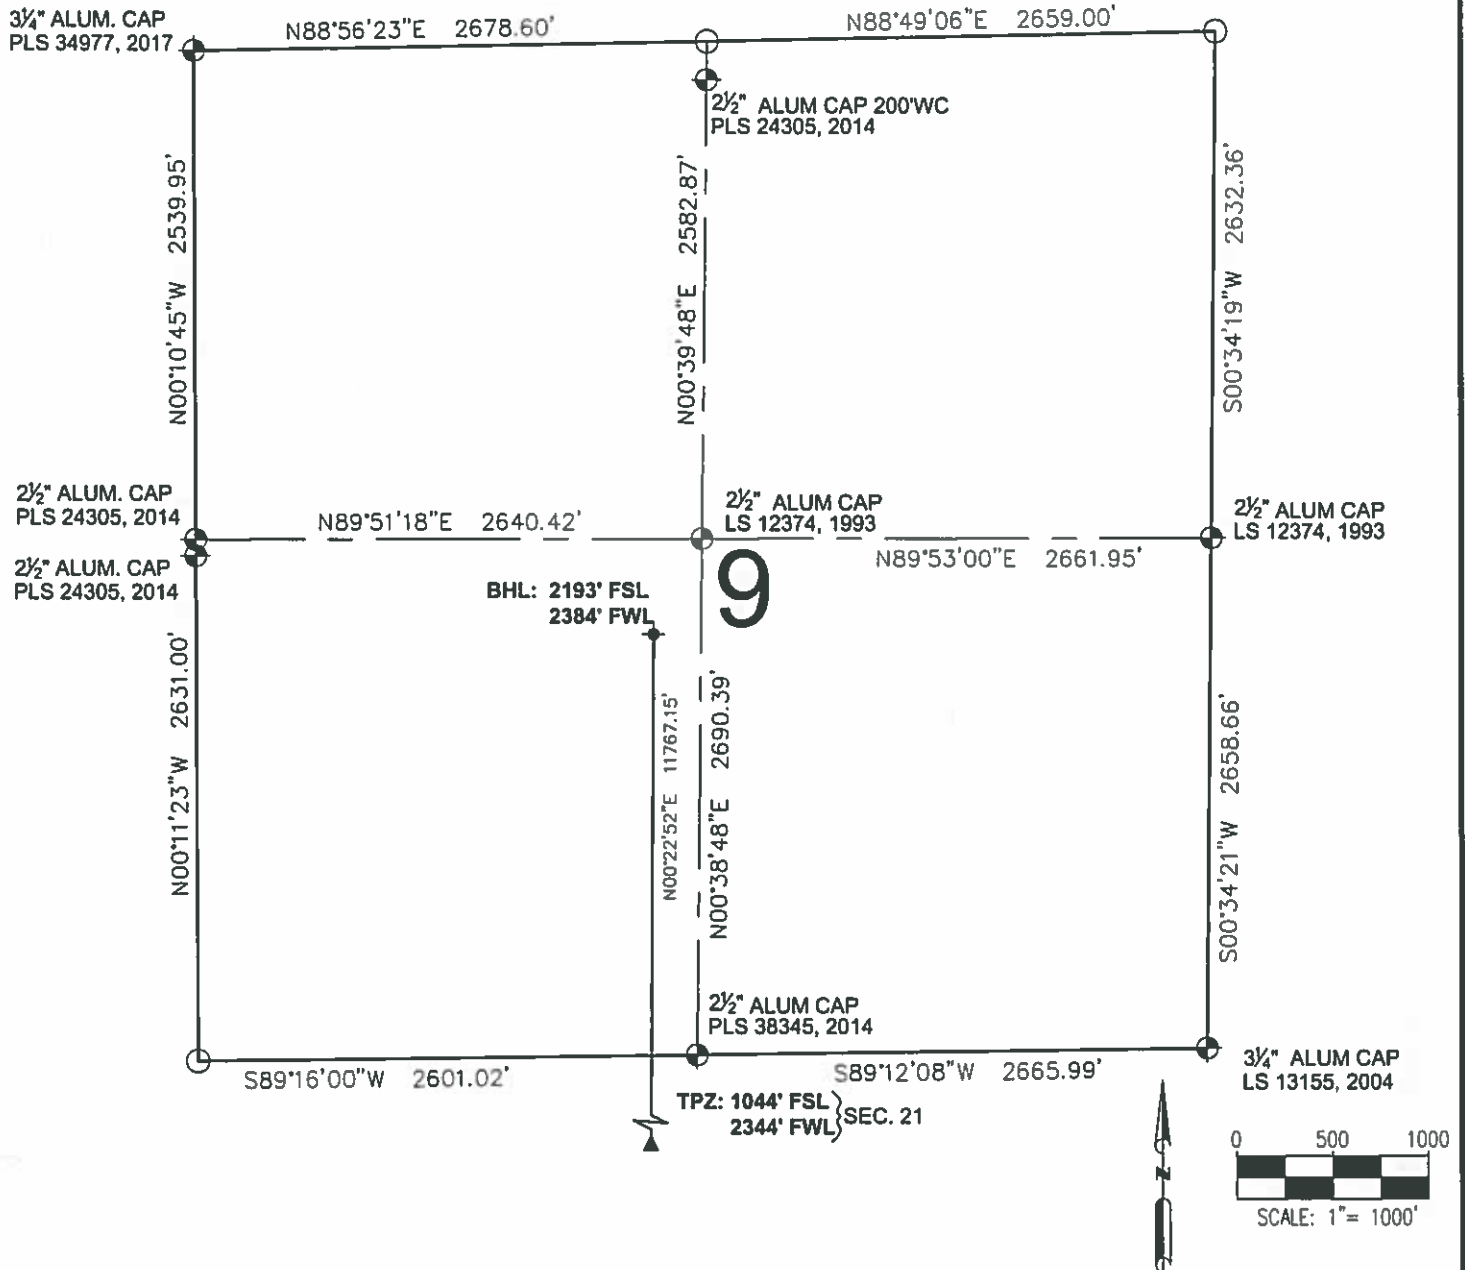 3¼" ALUM. CAP
PLS 34977, 2017
N88°56'23"E 2678.60'
N88°49'06"E 2659.00'
2½" ALUM CAP 200'WC
PLS 24305, 2014
N00°10'45"W 2539.95'
N00°39'48"E 2582.87'
S00°34'19"W 2632.36'
2½" ALUM. CAP
PLS 24305, 2014
N89°51'18"E 2640.42'
2½" ALUM CAP
LS 12374, 1993
2½" ALUM CAP
LS 12374, 1993
N89°53'00"E 2661.95'
2½" ALUM. CAP
PLS 24305, 2014
9
BHL: 2193' FSL
2384' FWL
N00°11'23"W 2631.00'
N00°22'52"E 11767.15'
N00°38'48"E 2690.39'
S00°34'21"W 2658.66'
2½" ALUM CAP
PLS 38345, 2014
S89°16'00"W 2601.02'
S89°12'08"W 2665.99'
3¼" ALUM CAP
LS 13155, 2004
TPZ: 1044' FSL
2344' FWL
SEC. 21
N
0 500 1000
SCALE: 1"= 1000'